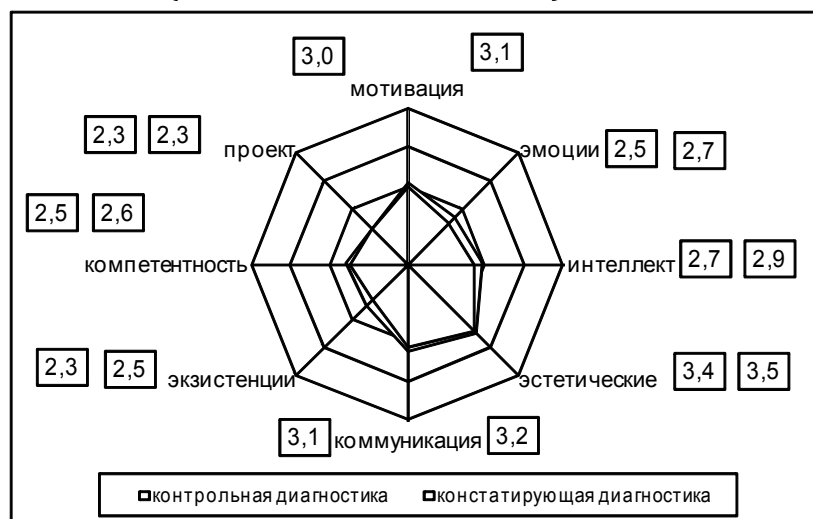 3,0 3,1
мотивация
2,3 2,3 проект эмоции 2,5 2,7
2,5 2,6
компетентность интеллект 2,7 2,9
2,3 2,5 экзистенции эстетические 3,4 3,5
3,1 коммуникация 3,2
контрольная диагностика констатирующая диагностика